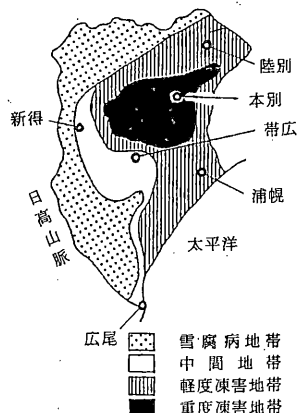 陸別
本別
新得
帯広
浦幌
日高山脈
太平洋
広尾
雪腐病地帯
中間地帯
軽度凍害地帯
重度凍害地帯